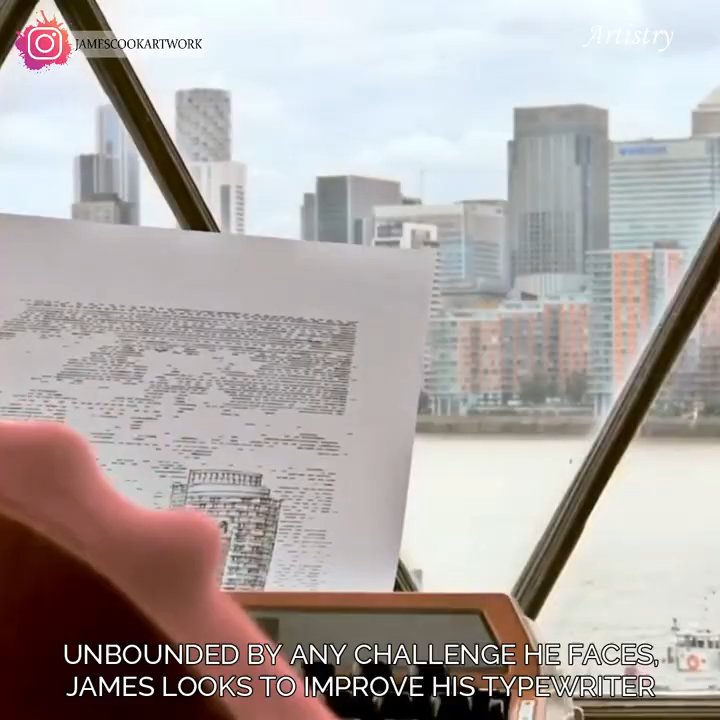 JAMESCOOKARTWORK
Artistry
UNBOUNDED BY ANY CHALLENGE HE FACES,
JAMES LOOKS TO IMPROVE HIS TYPEWRITER